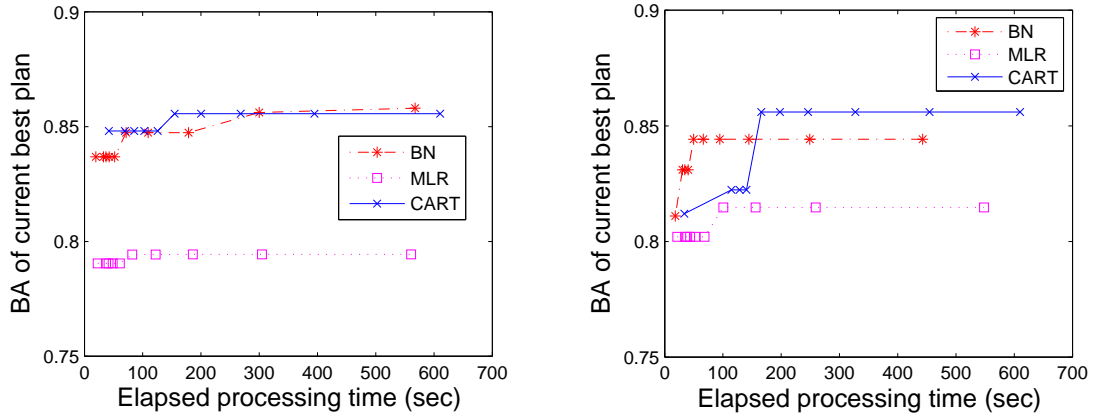 0.9
0.85
0.8
0.75
BA of current best plan
BN
MLR
CART
0 100 200 300 400 500 600 700
Elapsed processing time (sec)
0.9
0.85
0.8
0.75
BA of current best plan
BN
MLR
CART
0 100 200 300 400 500 600 700
Elapsed processing time (sec)